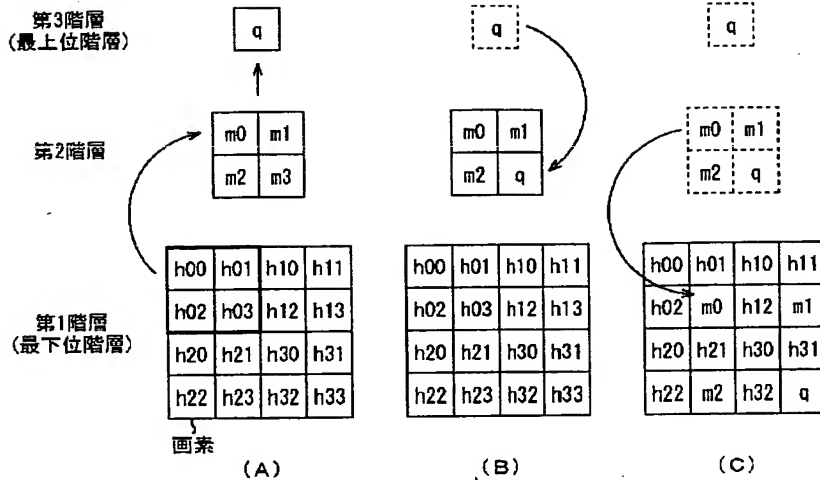 第3階層
(最上位階層)
q
q
q
第2階層
m0 m1
m2 m3
m0 m1
m2 q
m0 m1
m2 q
第1階層
(最下位階層)
h00 h01 h10 h11
h02 h03 h12 h13
h20 h21 h30 h31
h22 h23 h32 h33
h00 h01 h10 h11
h02 h03 h12 h13
h20 h21 h30 h31
h22 h23 h32 h33
h00 h01 h10 h11
h02 m0 h12 m1
h20 h21 h30 h31
h22 m2 h32 q
画素
(A)
(B)
(C)